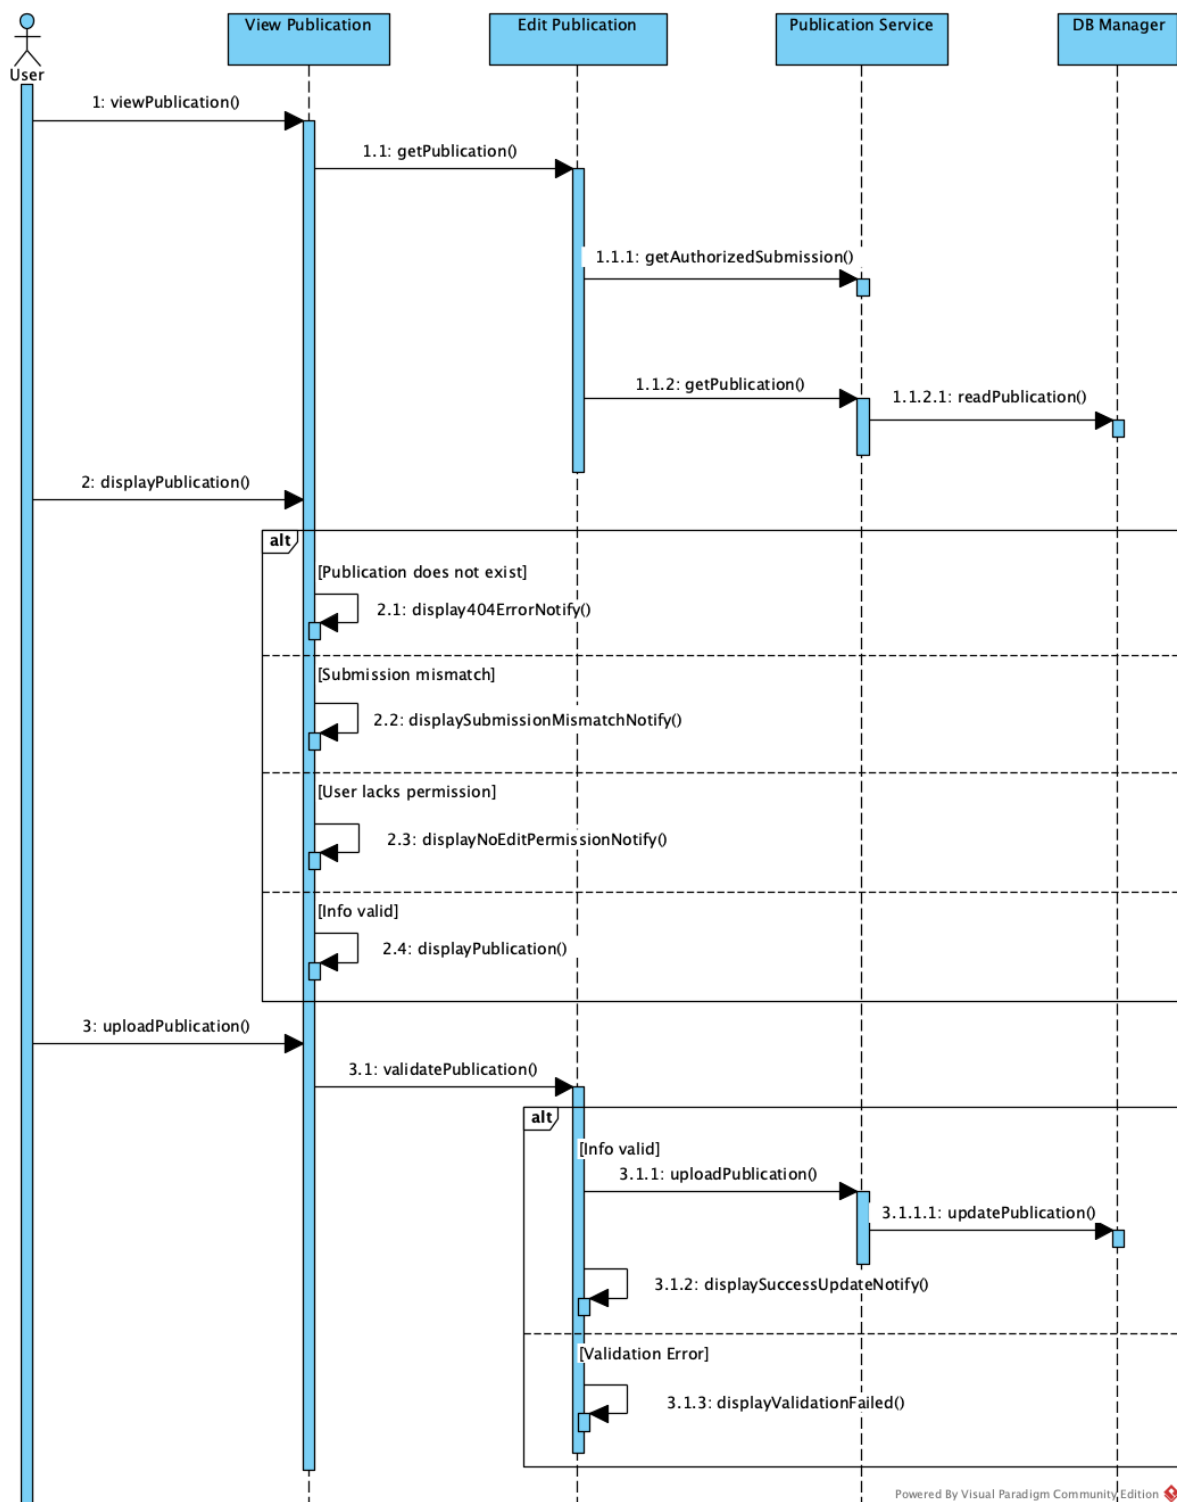 View Publication
Edit Publication
Publication Service
DB Manager
User
1: viewPublication()
1.1: getPublication()
1.1.1: getAuthorizedSubmission()
1.1.2: getPublication()
1.1.2.1: readPublication()
2: displayPublication()
alt
[Publication does not exist]
2.1: display404ErrorNotify()
[Submission mismatch]
2.2: displaySubmissionMismatchNotify()
[User lacks permission]
2.3: displayNoEditPermissionNotify()
[Info valid]
2.4: displayPublication()
3: uploadPublication()
3.1: validatePublication()
alt
[Info valid]
3.1.1: uploadPublication()
3.1.1.1: updatePublication()
3.1.2: displaySuccessUpdateNotify()
[Validation Error]
3.1.3: displayValidationFailed()
Powered By Visual Paradigm Community Edition